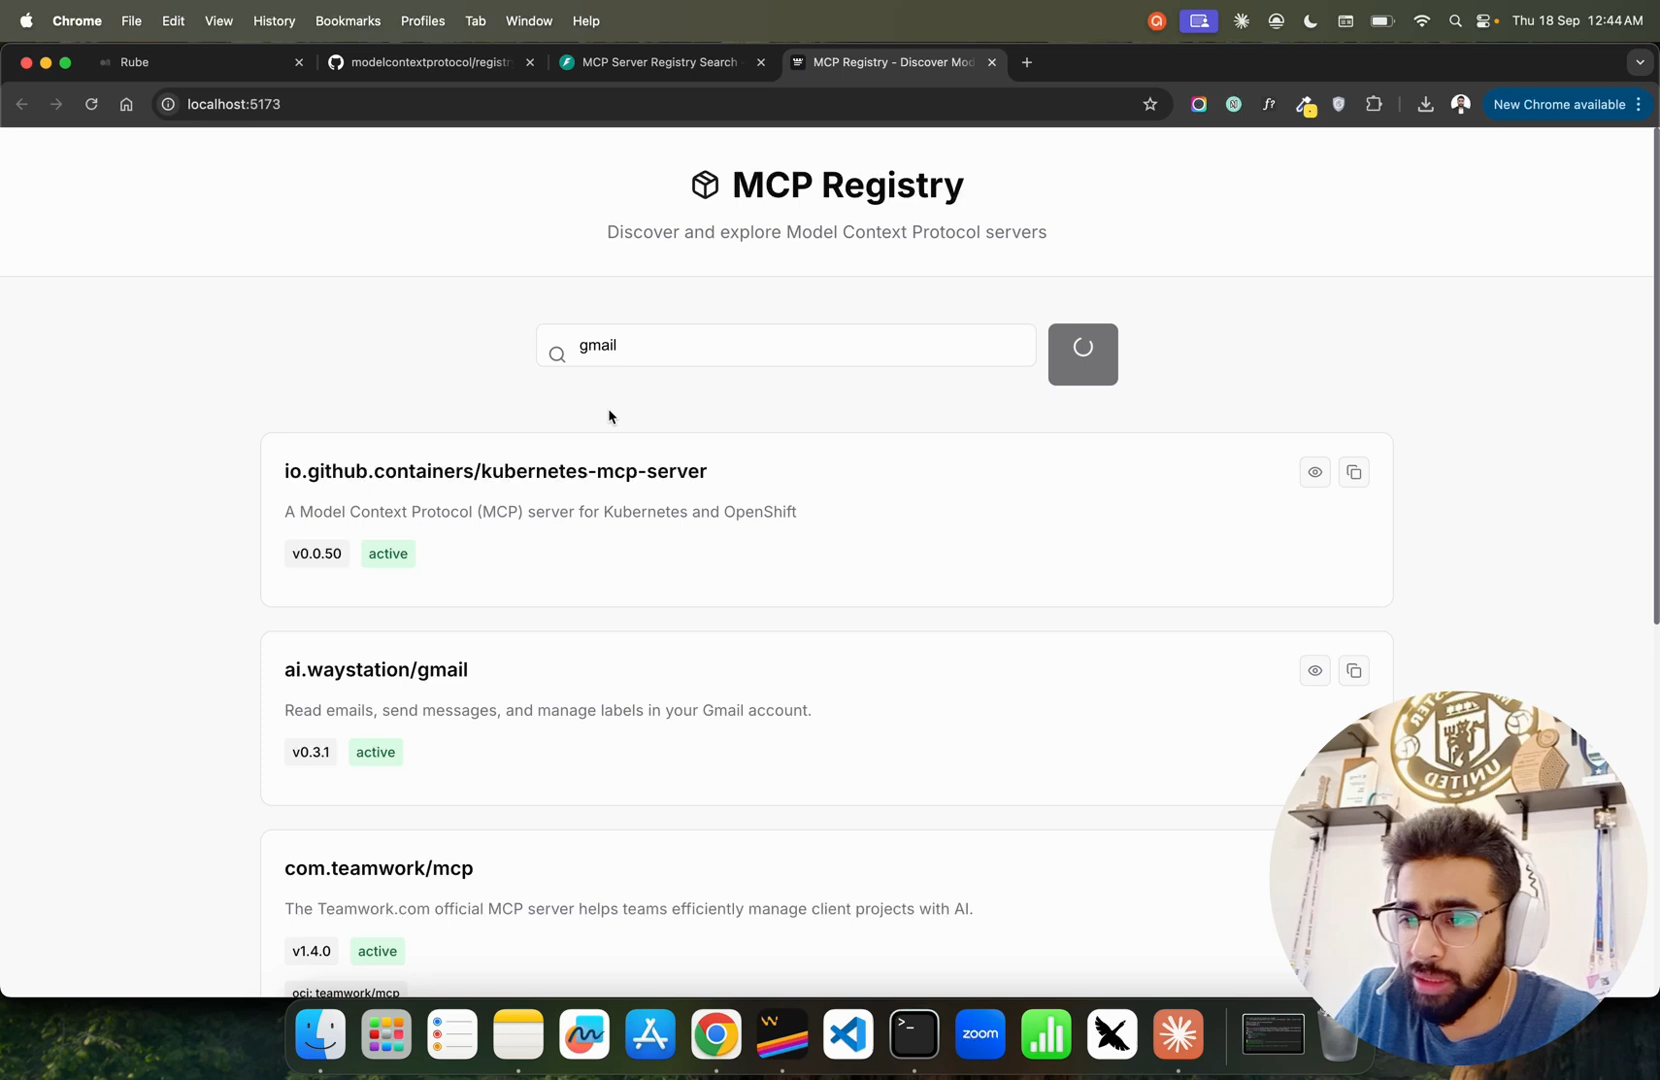 Chrome File Edit View History Bookmarks Profiles Tab Window Help Thu 18 Sep 12:44 AM
Rube modelcontextprotocol/registr MCP Server Registry Search MCP Registry - Discover Mod
localhost:5173 New Chrome available
MCP Registry
Discover and explore Model Context Protocol servers
gmail
io.github.containers/kubernetes-mcp-server
A Model Context Protocol (MCP) server for Kubernetes and OpenShift
v0.0.50 active
ai.waystation/gmail
Read emails, send messages, and manage labels in your Gmail account.
v0.3.1 active
com.teamwork/mcp
The Teamwork.com official MCP server helps teams efficiently manage client projects with AI.
v1.4.0 active
oci: teamwork/mcp
zoom
UNITED